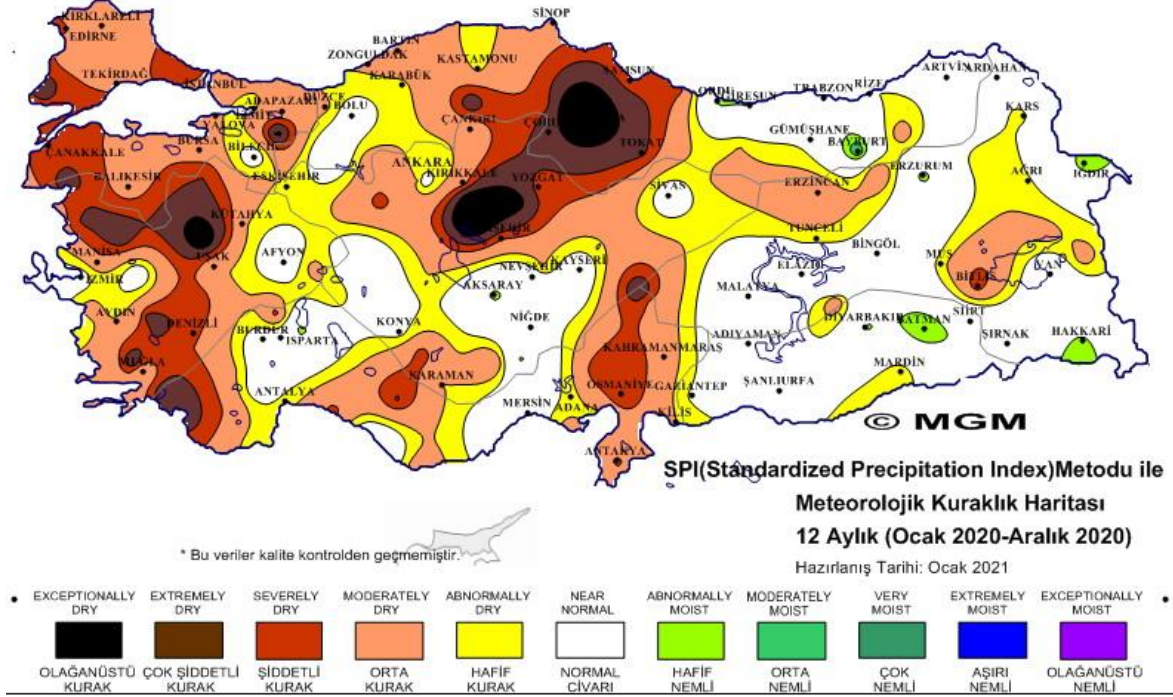 SİNOP
KIRKLARELİ
EDİRNE
BARTIN
ZONGULDAK
KASTAMONU
KARABÜK
TEKİRDAĞ
İSTANBUL
SAMSUN
ARTVİN
ARDAHAN
RİZE
TRABZON
ORDU
GİRESUN
KARS
ADAPAZARI
DÜZCE
BOLU
İZMİT
YALOVA
ÇANKIRI
GÜMÜŞHANE
BAYBURT
TOKAT
ÇANAKKALE
BURSA
BİLECİK
ANKARA
KIRIKKALE
YOZGAT
SİVAS
ERZİNCAN
ERZURUM
AĞRI
IĞDIR
BALIKESİR
ESKİŞEHİR
KÜTAHYA
TUNCELİ
BİNGÖL
MUŞ
MANİSA
UŞAK
AFYON
NEVŞEHİR
KAYSERİ
ELAZIĞ
BİTLİS
VAN
İZMİR
AKSARAY
MALATYA
AYDIN
DENİZLİ
BURDUR
ISPARTA
KONYA
NİĞDE
DİYARBAKIR
BATMAN
SİİRT
ŞIRNAK
HAKKARİ
ADIYAMAN
KAHRAMANMARAŞ
MUĞLA
KARAMAN
MARDİN
ANTALYA
MERSİN
ADANA
OSMANİYE
GAZİANTEP
ŞANLIURFA
KİLİS
ANTAKYA
© MGM
SPI(Standardized Precipitation Index)Metodu ile
Meteorolojik Kuraklık Haritası
12 Aylık (Ocak 2020-Aralık 2020)
Hazırlanış Tarihi: Ocak 2021
* Bu veriler kalite kontrolden geçmemiştir.
EXCEPTIONALLY DRY
EXTREMELY DRY
SEVERELY DRY
MODERATELY DRY
ABNORMALLY DRY
NEAR NORMAL
ABNORMALLY MOIST
MODERATELY MOIST
VERY MOIST
EXTREMELY MOIST
EXCEPTIONALLY MOIST
OLAĞANÜSTÜ KURAK
ÇOK ŞİDDETLİ KURAK
ŞİDDETLİ KURAK
ORTA KURAK
HAFİF KURAK
NORMAL CİVARI
HAFİF NEMLİ
ORTA NEMLİ
ÇOK NEMLİ
AŞIRI NEMLİ
OLAĞANÜSTÜ NEMLİ